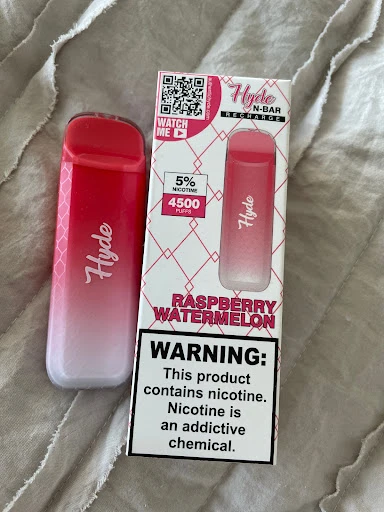 Hyde
WATCH
ME
Hyde
N-BAR
RECHARGE
5%
NICOTINE
4500
PUFFS
Hyde
RASPBERRY
WATERMELON
WARNING:
This product
contains nicotine.
Nicotine is
an addictive
chemical.